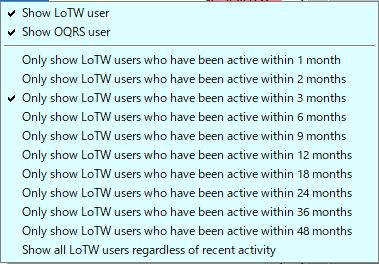 Show LoTW user
Show OQRS user
Only show LoTW users who have been active within 1 month
Only show LoTW users who have been active within 2 months
Only show LoTW users who have been active within 3 months
Only show LoTW users who have been active within 6 months
Only show LoTW users who have been active within 9 months
Only show LoTW users who have been active within 12 months
Only show LoTW users who have been active within 18 months
Only show LoTW users who have been active within 24 months
Only show LoTW users who have been active within 36 months
Only show LoTW users who have been active within 48 months
Show all LoTW users regardless of recent activity